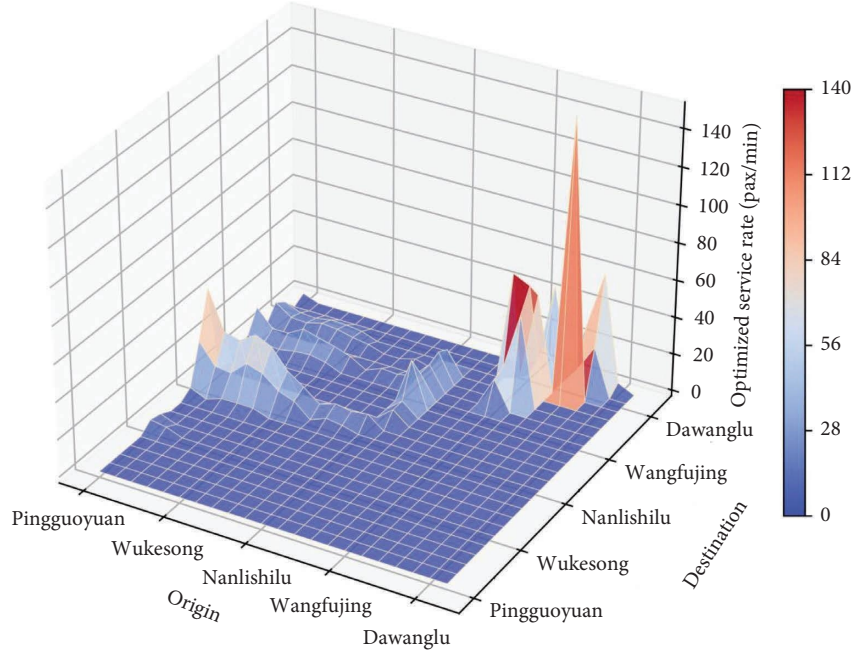 140
120
100
80
60
40
20
0
Optimized service rate (pax/min)
140
112
84
56
28
0
Pingguoyuan
Wukesong
Nanlishilu
Wangfujing
Dawanglu
Origin
Dawanglu
Wangfujing
Nanlishilu
Wukesong
Pingguoyuan
Destination